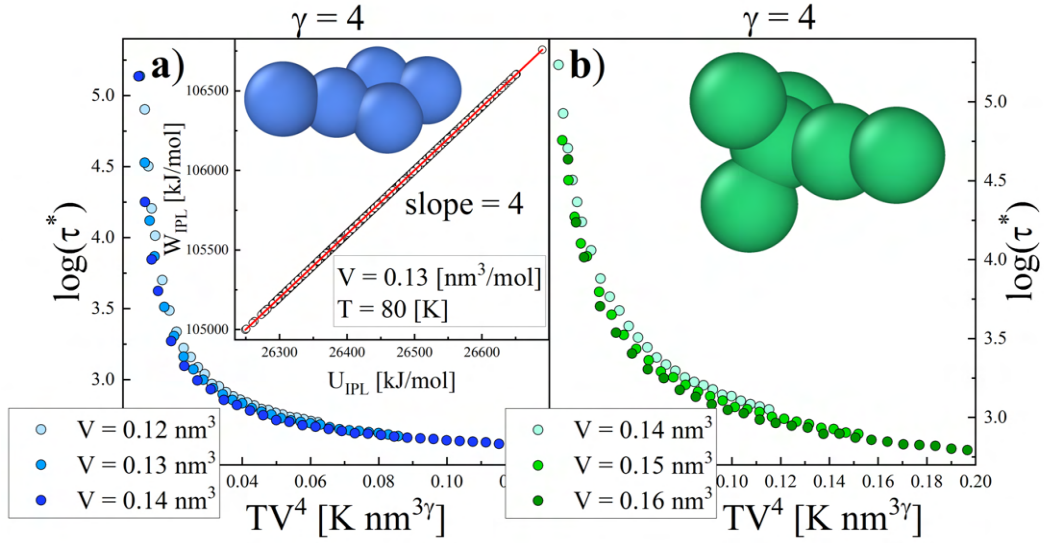 γ = 4
γ = 4
a)
b)
log(τ*)
5.0
4.5
4.0
3.5
3.0
W_IPL [kJ/mol]
106500
106000
105500
105000
slope = 4
V = 0.13 [nm³/mol]
T = 80 [K]
26300 26400 26500 26600
U_IPL [kJ/mol]
V = 0.12 nm³
V = 0.13 nm³
V = 0.14 nm³
0.04 0.06 0.08 0.10 0
TV⁴ [K nm³ᵞ]
V = 0.14 nm³
V = 0.15 nm³
V = 0.16 nm³
0.10 0.12 0.14 0.16 0.18 0.20
TV⁴ [K nm³ᵞ]
5.0
4.5
4.0
3.5
3.0
log(τ*)